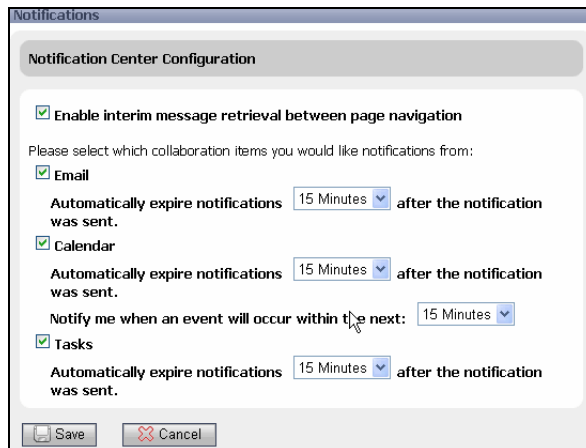 Notifications
Notification Center Configuration
Enable interim message retrieval between page navigation
Please select which collaboration items you would like notifications from:
Email
Automatically expire notifications 15 Minutes after the notification
was sent.
Calendar
Automatically expire notifications 15 Minutes after the notification
was sent.
Notify me when an event will occur within the next: 15 Minutes
Tasks
Automatically expire notifications 15 Minutes after the notification
was sent.
Save Cancel